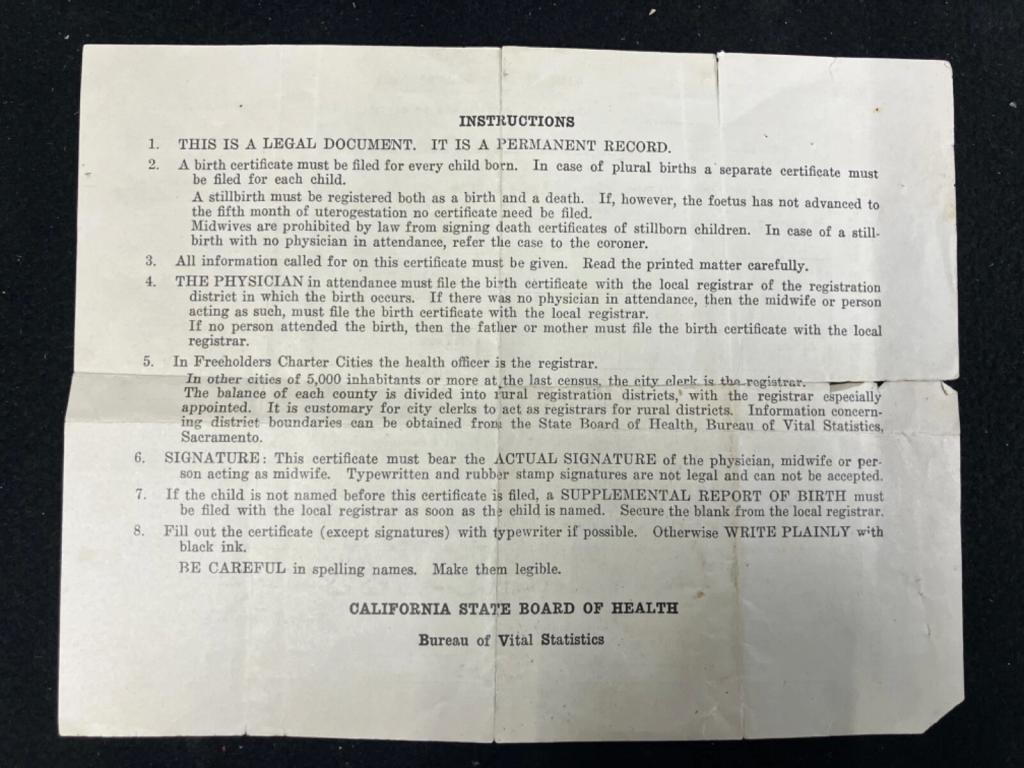 INSTRUCTIONS
1. THIS IS A LEGAL DOCUMENT. IT IS A PERMANENT RECORD.
2. A birth certificate must be filed for every child born. In case of plural births a separate certificate must
be filed for each child.
A stillbirth must be registered both as a birth and a death. If, however, the foetus has not advanced to
the fifth month of uterogestation no certificate need be filed.
Midwives are prohibited by law from signing death certificates of stillborn children. In case of a still-
birth with no physician in attendance, refer the case to the coroner.
3. All information called for on this certificate must be given. Read the printed matter carefully.
4. THE PHYSICIAN in attendance must file the birth certificate with the local registrar of the registration
district in which the birth occurs. If there was no physician in attendance, then the midwife or person
acting as such, must file the birth certificate with the local registrar.
If no person attended the birth, then the father or mother must file the birth certificate with the local
registrar.
5. In Freeholders Charter Cities the health officer is the registrar.
In other cities of 5,000 inhabitants or more at the last census, the city clerk is the registrar.
The balance of each county is divided into rural registration districts, with the registrar especially
appointed. It is customary for city clerks to act as registrars for rural districts. Information concern-
ing district boundaries can be obtained from the State Board of Health, Bureau of Vital Statistics,
Sacramento.
6. SIGNATURE: This certificate must bear the ACTUAL SIGNATURE of the physician, midwife or per-
son acting as midwife. Typewritten and rubber stamp signatures are not legal and can not be accepted.
7. If the child is not named before this certificate is filed, a SUPPLEMENTAL REPORT OF BIRTH must
be filed with the local registrar as soon as the child is named. Secure the blank from the local registrar.
8. Fill out the certificate (except signatures) with typewriter if possible. Otherwise WRITE PLAINLY with
black ink.
BE CAREFUL in spelling names. Make them legible.
CALIFORNIA STATE BOARD OF HEALTH
Bureau of Vital Statistics